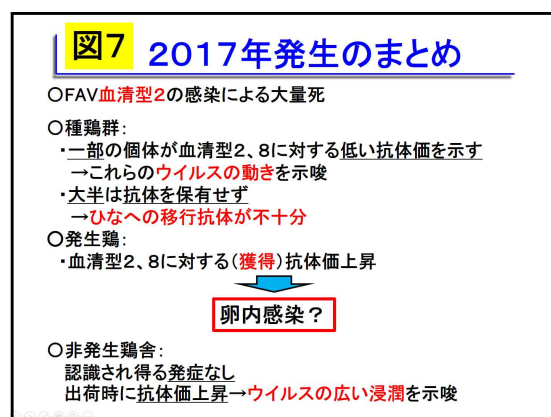 図7 2017年発生のまとめ
○FAV血清型2の感染による大量死
○種鶏群:
・一部の個体が血清型2、8に対する低い抗体価を示す
→これらのウイルスの動きを示唆
・大半は抗体を保有せず
→ひなへの移行抗体が不十分
○発生鶏:
・血清型2、8に対する(獲得)抗体価上昇
卵内感染?
○非発生鶏舎:
認識され得る発症なし
出荷時に抗体価上昇→ウイルスの広い浸潤を示唆